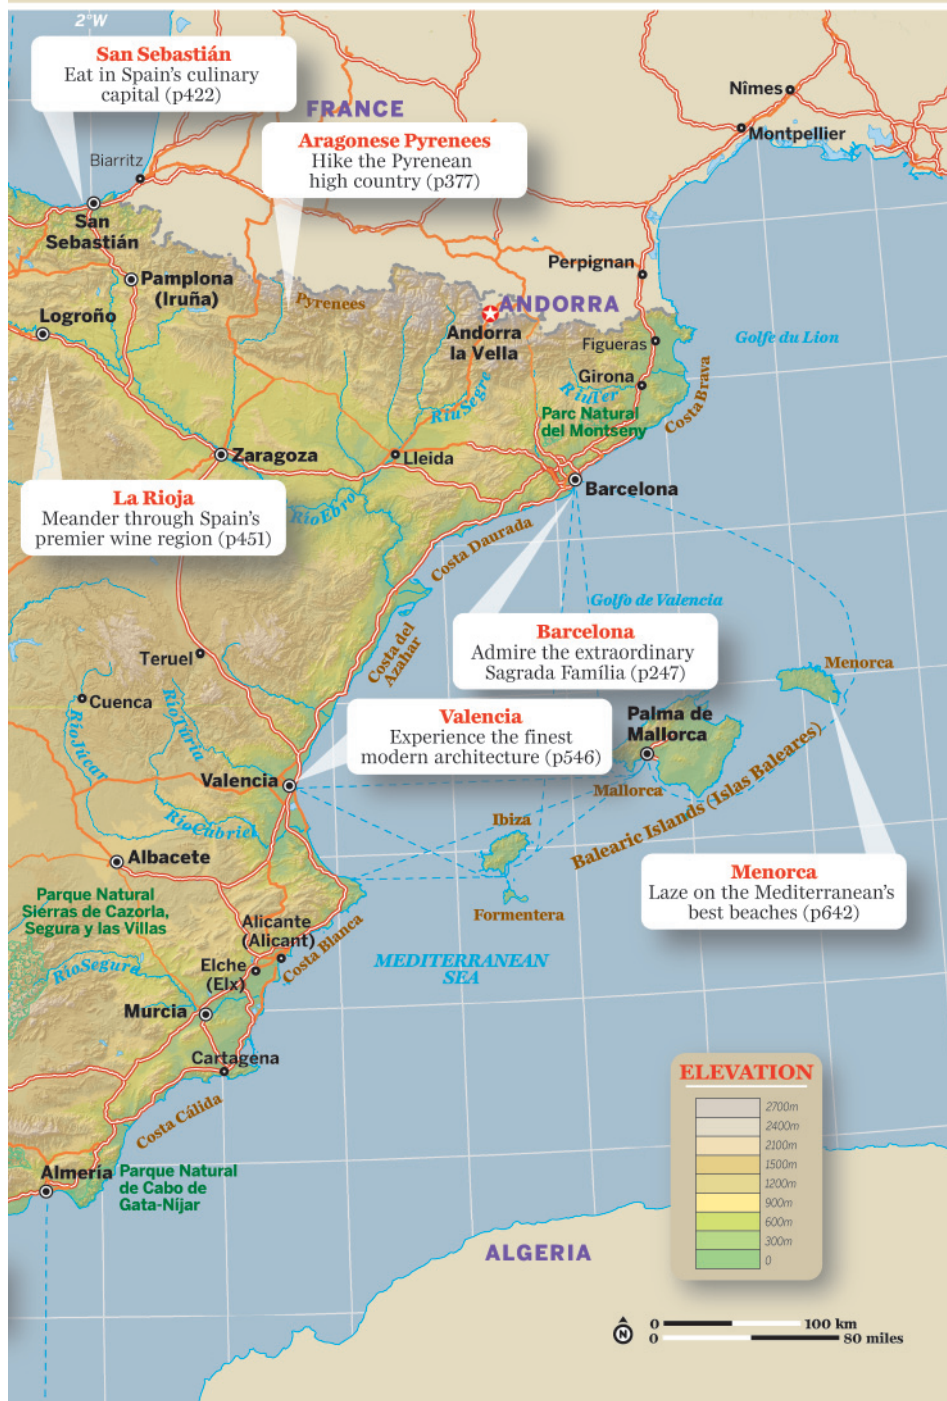 2°W
San Sebastián
Eat in Spain's culinary
capital (p422)
FRANCE
Nîmes
Montpellier
Aragonese Pyrenees
Hike the Pyrenean
high country (p377)
Biarritz
San
Sebastián
Pamplona
(Iruña)
Perpignan
Pyrenees
ANDORRA
Logroño
Andorra
la Vella
Figueras
Golfe du Lion
Girona
Riu Ter
Riu Segre
Costa Brava
Parc Natural
del Montseny
Zaragoza
Lleida
Barcelona
La Rioja
Meander through Spain's
premier wine region (p451)
Río Ebro
Costa Daurada
Golfo de Valencia
Barcelona
Admire the extraordinary
Sagrada Família (p247)
Costa del
Azahar
Teruel
Menorca
Cuenca
Río Túria
Río Júcar
Valencia
Experience the finest
modern architecture (p546)
Palma de
Mallorca
Valencia
Mallorca
Balearic Islands (Islas Baleares)
Río Cabriel
Ibiza
Albacete
Menorca
Laze on the Mediterranean's
best beaches (p642)
Parque Natural
Sierras de Cazorla,
Segura y las Villas
Formentera
Alicante
(Alicant)
Costa Blanca
Elche
(Elx)
MEDITERRANEAN
SEA
Río Segura
Murcia
Cartagena
Costa Cálida
ELEVATION
2700m
2400m
2100m
1500m
1200m
900m
600m
300m
0
Almería
Parque Natural
de Cabo de
Gata-Níjar
ALGERIA
N
0 100 km
0 80 miles